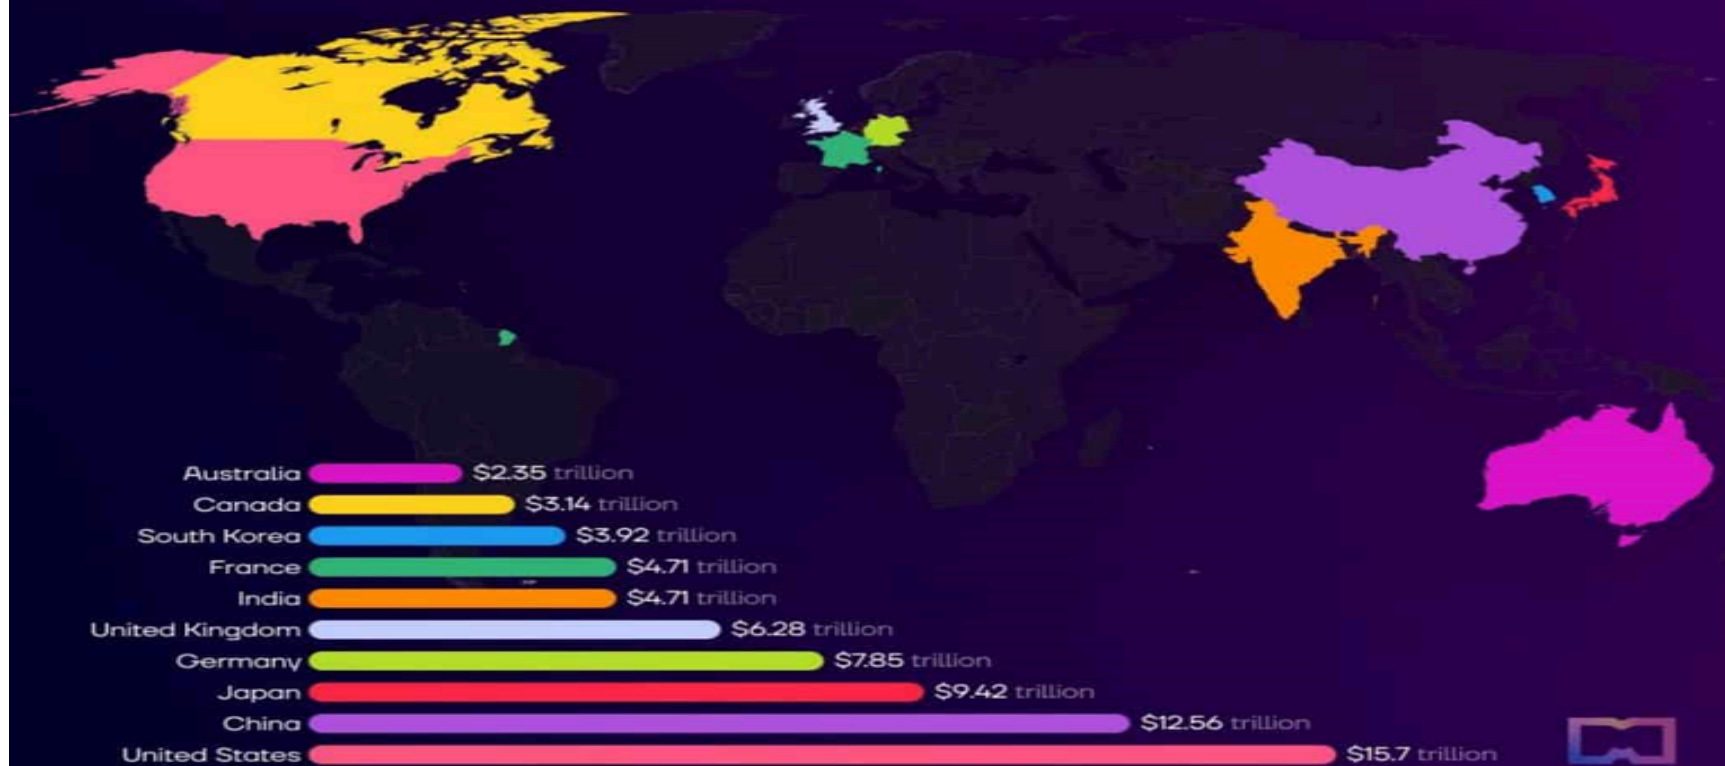 Australia $2.35 trillion
Canada $3.14 trillion
South Korea $3.92 trillion
France $4.71 trillion
India $4.71 trillion
United Kingdom $6.28 trillion
Germany $7.85 trillion
Japan $9.42 trillion
China $12.56 trillion
United States $15.7 trillion